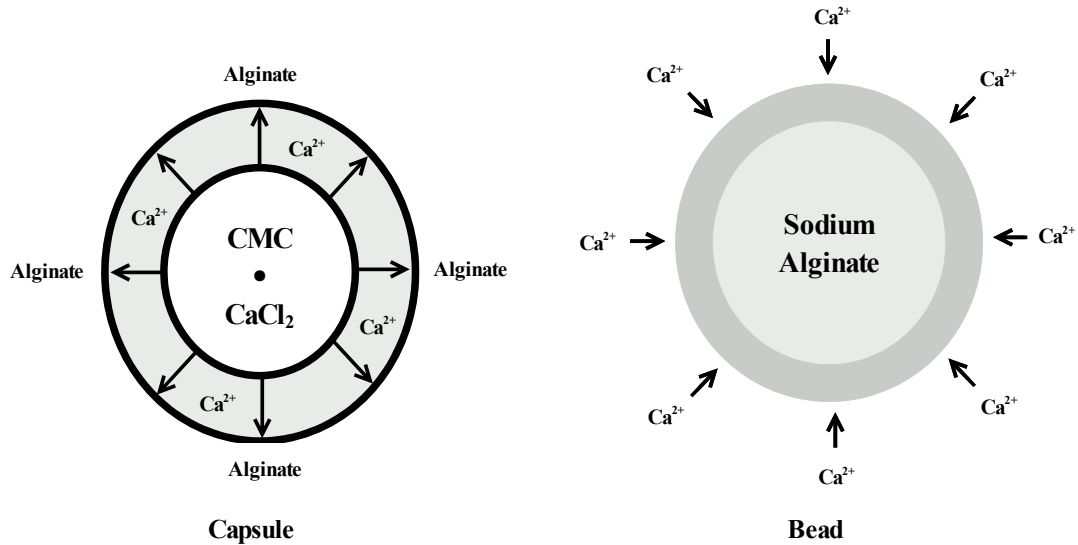 Alginate
Ca²⁺
Ca²⁺
CMC
•
CaCl₂
Alginate
Alginate
Ca²⁺
Ca²⁺
Alginate
Capsule
Ca²⁺
Ca²⁺
Ca²⁺
Sodium
Alginate
Ca²⁺
Ca²⁺
Ca²⁺
Ca²⁺
Ca²⁺
Bead